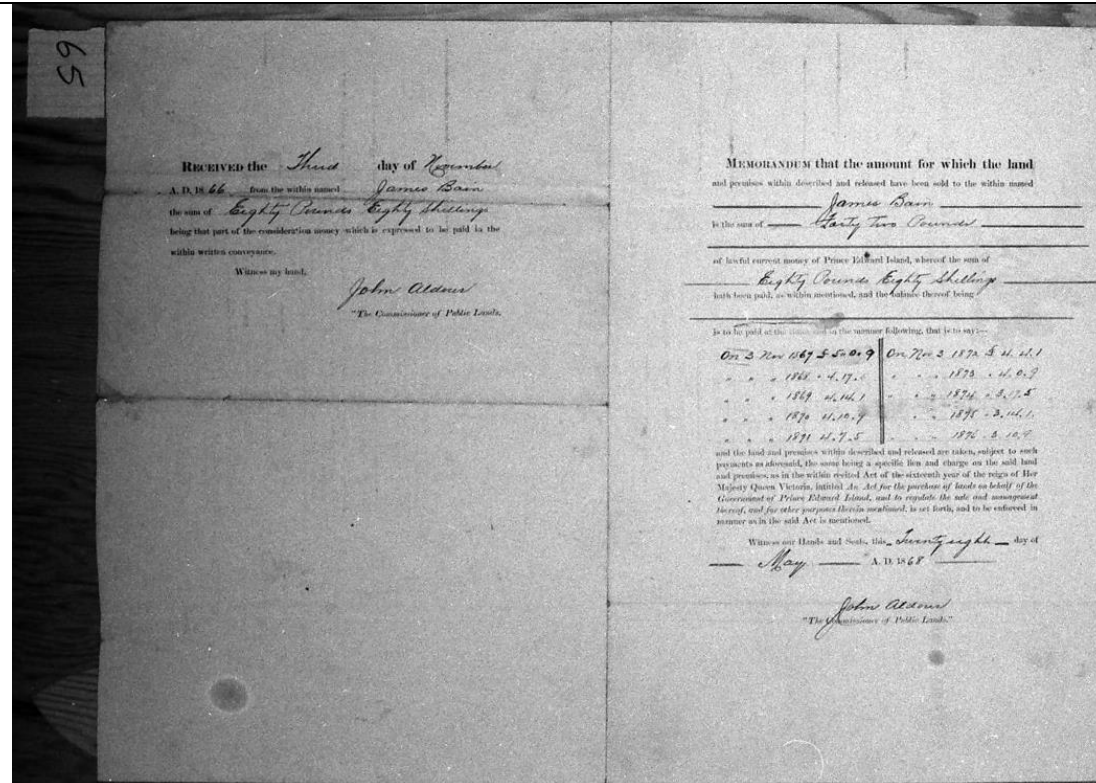 65
RECEIVED the Third day of November
A. D. 1866 from the within named James Bain
the sum of Eighty Pounds Eighty Shillings
being that part of the consideration money which is expressed to be paid in the
within written conveyance.
Witness my hand,
John Aldous
"The Commissioner of Public Lands.
MEMORANDUM that the amount for which the land
and premises within described and released have been sold to the within named
James Bain
is the sum of Forty two Pounds
of lawful current money of Prince Edward Island, whereof the sum of
Eighty Pounds Eighty Shillings
hath been paid, as within mentioned, and the balance thereof being
is to be paid at the times and in the manner following, that is to say:—
On 3 Nov 1867 £ 5.0.9 On Nov 3 1872 £ 4.4.1
" " " 1868 " 4.17. " " " 1873 " 4.0.9
" " " 1869 4.14.1 " " " 1874 " 3.17.5
" " " 1870 4.10.9 " " " 1875 " 3.14.1
" " " 1871 4.7.5 " " " 1876 " 3 10.9
and the land and premises within described and released are taken, subject to such
payments as aforesaid, the same being a specific lien and charge on the said land
and premises, as in the within recited Act of the sixteenth year of the reign of Her
Majesty Queen Victoria, intitled An Act for the purchase of lands on behalf of the
Government of Prince Edward Island, and to regulate the sale and management
thereof, and for other purposes therein mentioned, is set forth, and to be enforced in
manner as in the said Act is mentioned.
Witness our Hands and Seals, this Twenty eight day of
May A. D. 1868
John Aldous
"The Commissioner of Public Lands."